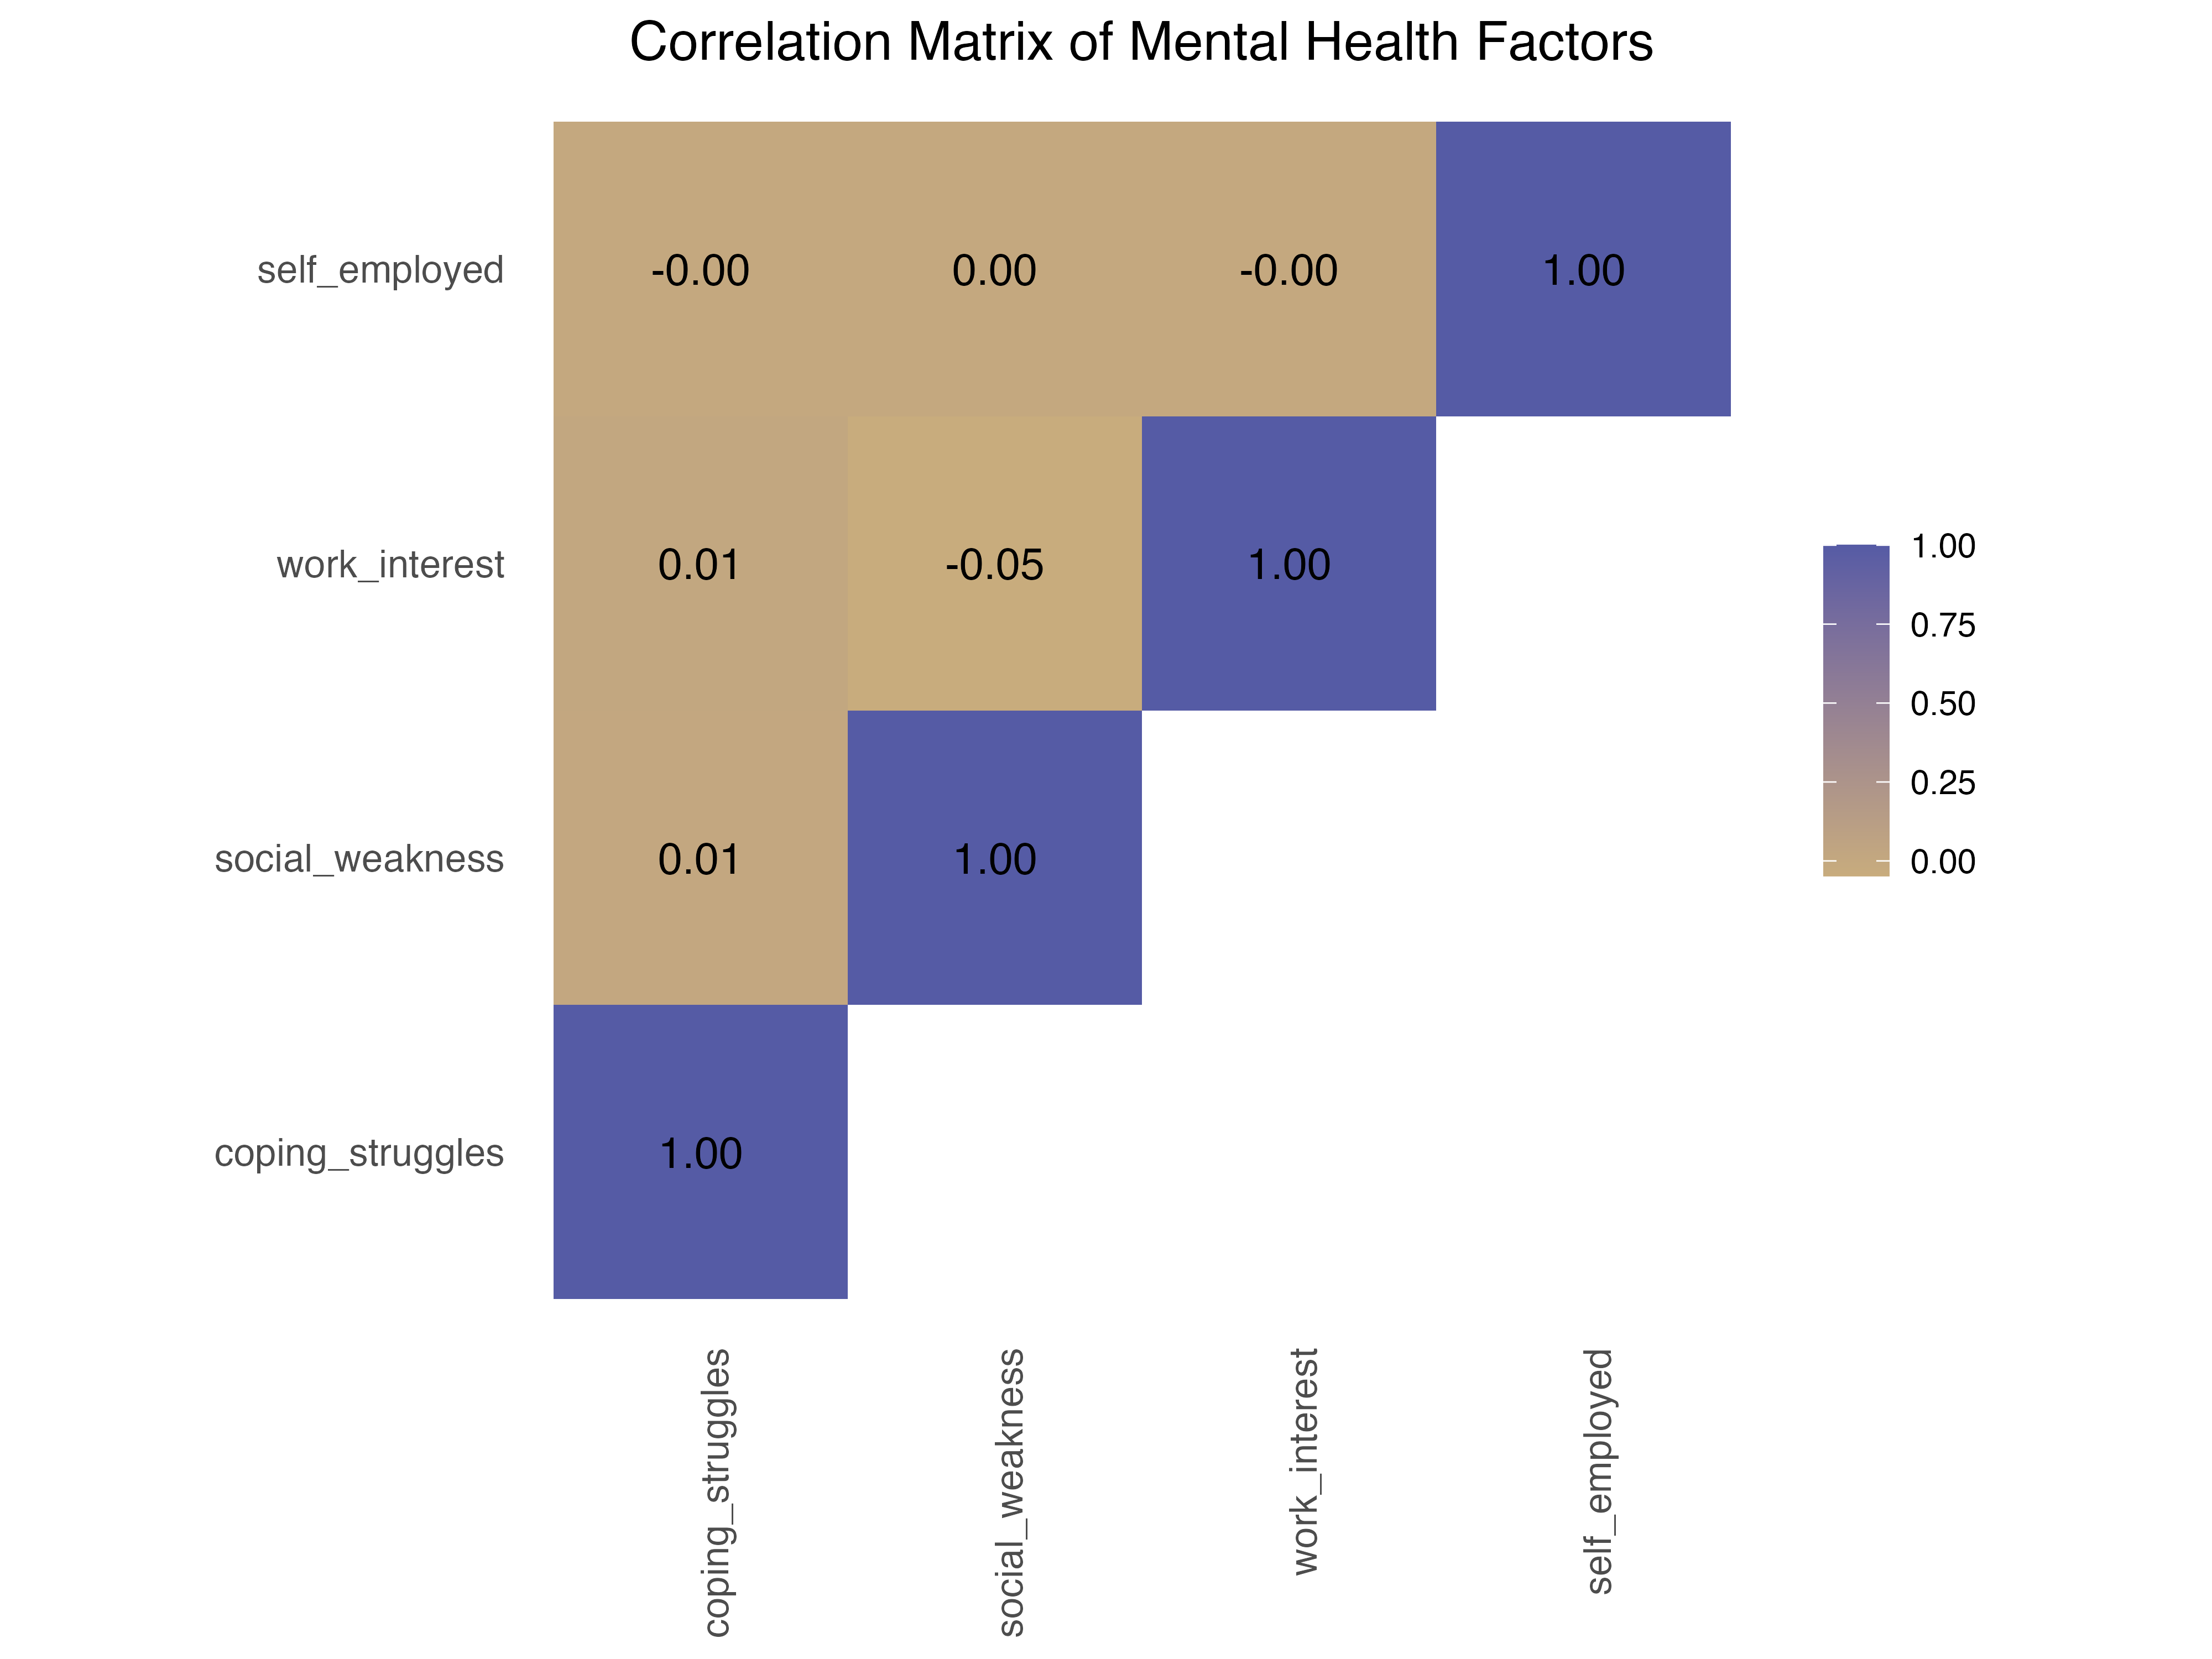 Correlation Matrix of Mental Health Factors
self_employed
-0.00
0.00
-0.00
1.00
work_interest
0.01
-0.05
1.00
social_weakness
0.01
1.00
coping_struggles
1.00
coping_struggles
social_weakness
work_interest
self_employed
1.00
0.75
0.50
0.25
0.00